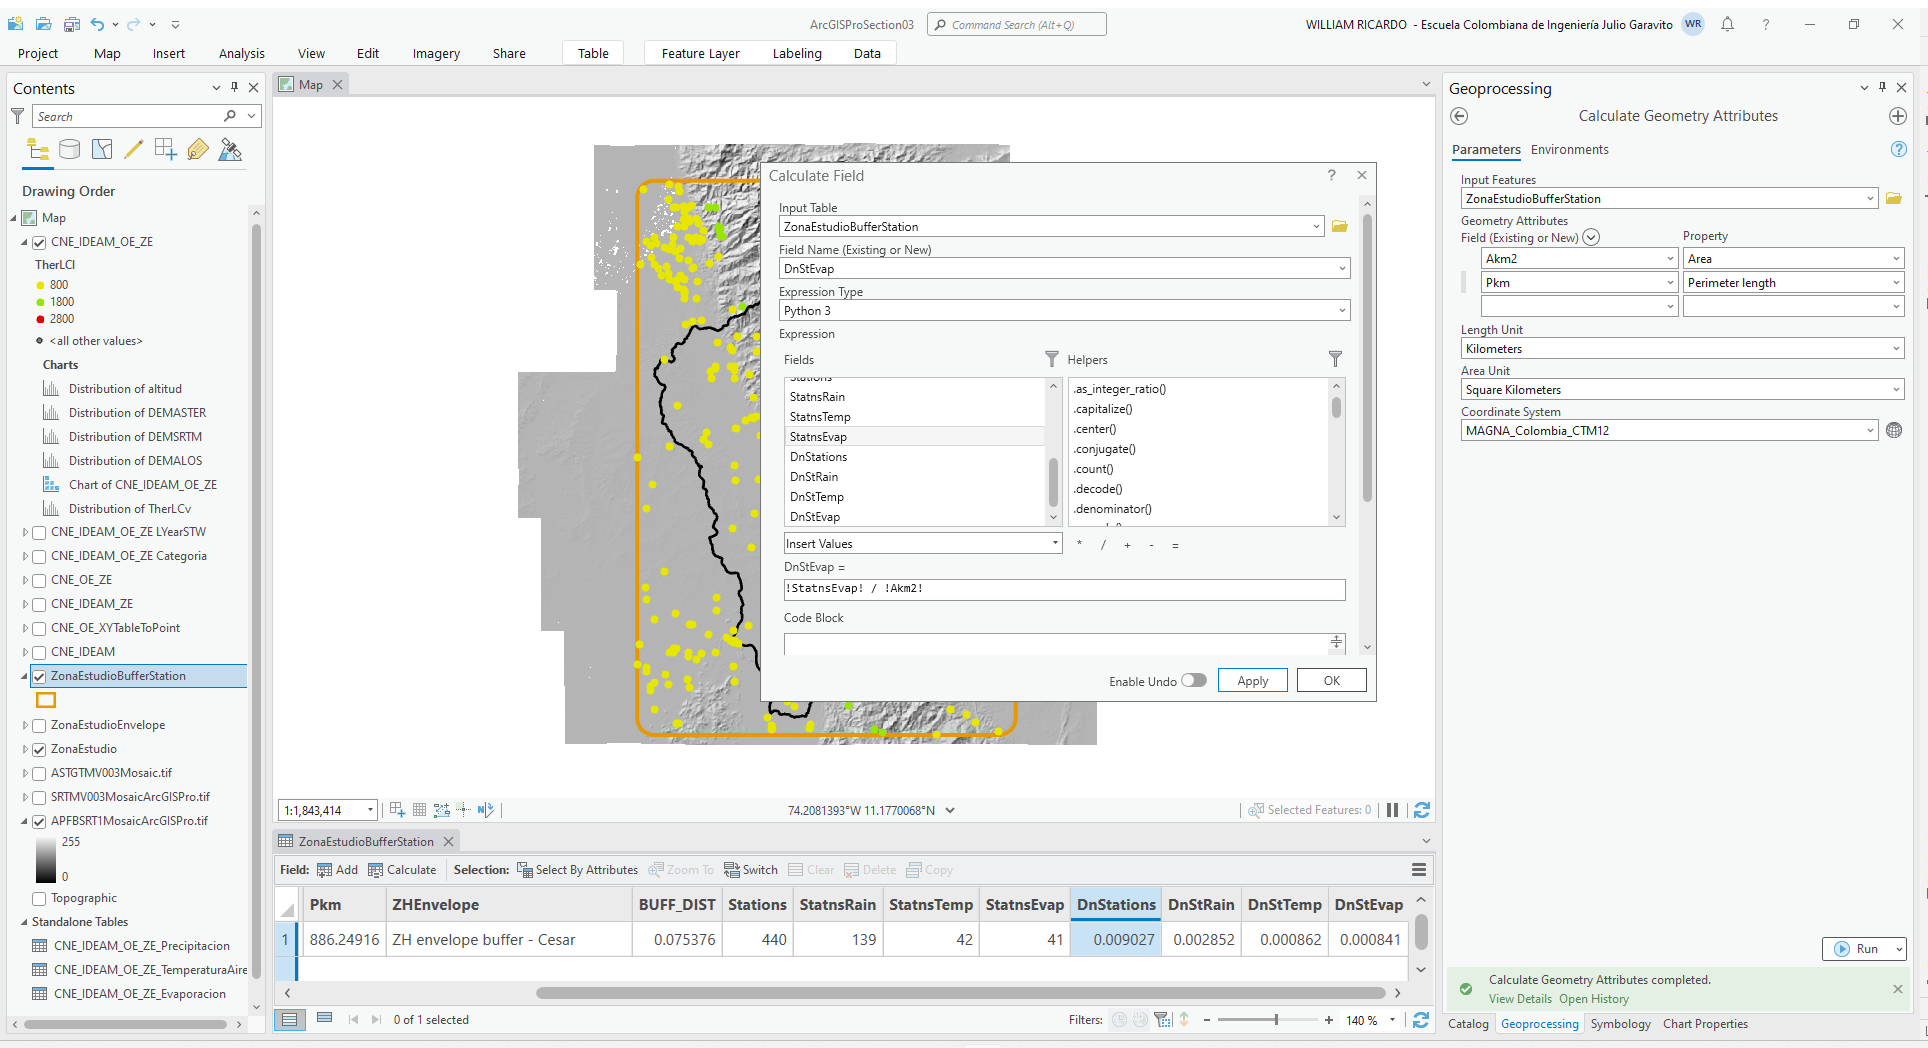 ArcGISProSection03
Command Search (Alt+Q)
WILLIAM RICARDO - Escuela Colombiana de Ingeniería Julio Garavito
WR
?
Project Map Insert Analysis View Edit Imagery Share Table Feature Layer Labeling Data
Contents
Search
Drawing Order
Map
CNE_IDEAM_OE_ZE
TherLCl
800
1800
2800
<all other values>
Charts
Distribution of altitud
Distribution of DEMASTER
Distribution of DEMSRTM
Distribution of DEMALOS
Chart of CNE_IDEAM_OE_ZE
Distribution of TherLCv
CNE_IDEAM_OE_ZE LYearSTW
CNE_IDEAM_OE_ZE Categoria
CNE_OE_ZE
CNE_IDEAM_ZE
CNE_OE_XYTableToPoint
CNE_IDEAM
ZonaEstudioBufferStation
ZonaEstudioEnvelope
ZonaEstudio
ASTGTMV003Mosaic.tif
SRTMV003MosaicArcGISPro.tif
APFBSRT1MosaicArcGISPro.tif
255
0
Topographic
Standalone Tables
CNE_IDEAM_OE_ZE_Precipitacion
CNE_IDEAM_OE_ZE_TemperaturaAire
CNE_IDEAM_OE_ZE_Evaporacion
Map
Calculate Field
?
Input Table
ZonaEstudioBufferStation
Field Name (Existing or New)
DnStEvap
Expression Type
Python 3
Expression
Fields Helpers
Stations
StatnsRain
StatnsTemp
StatnsEvap
DnStations
DnStRain
DnStTemp
DnStEvap
.as_integer_ratio()
.capitalize()
.center()
.conjugate()
.count()
.decode()
.denominator()
Insert Values * / + - =
DnStEvap =
!StatnsEvap! / !Akm2!
Code Block
Enable Undo Apply OK
1:1,843,414
74.2081393°W 11.1770068°N
Selected Features: 0
ZonaEstudioBufferStation
Field: Add Calculate Selection: Select By Attributes Zoom To Switch Clear Delete Copy
Pkm ZHEnvelope BUFF_DIST Stations StatnsRain StatnsTemp StatnsEvap DnStations DnStRain DnStTemp DnStEvap
1 886.24916 ZH envelope buffer - Cesar 0.075376 440 139 42 41 0.009027 0.002852 0.000862 0.000841
0 of 1 selected
Filters: - + 140 %
Geoprocessing
Calculate Geometry Attributes
Parameters Environments
?
Input Features
ZonaEstudioBufferStation
Geometry Attributes
Field (Existing or New) Property
Akm2 Area
Pkm Perimeter length
Length Unit
Kilometers
Area Unit
Square Kilometers
Coordinate System
MAGNA_Colombia_CTM12
Run
Calculate Geometry Attributes completed.
View Details Open History
Catalog Geoprocessing Symbology Chart Properties